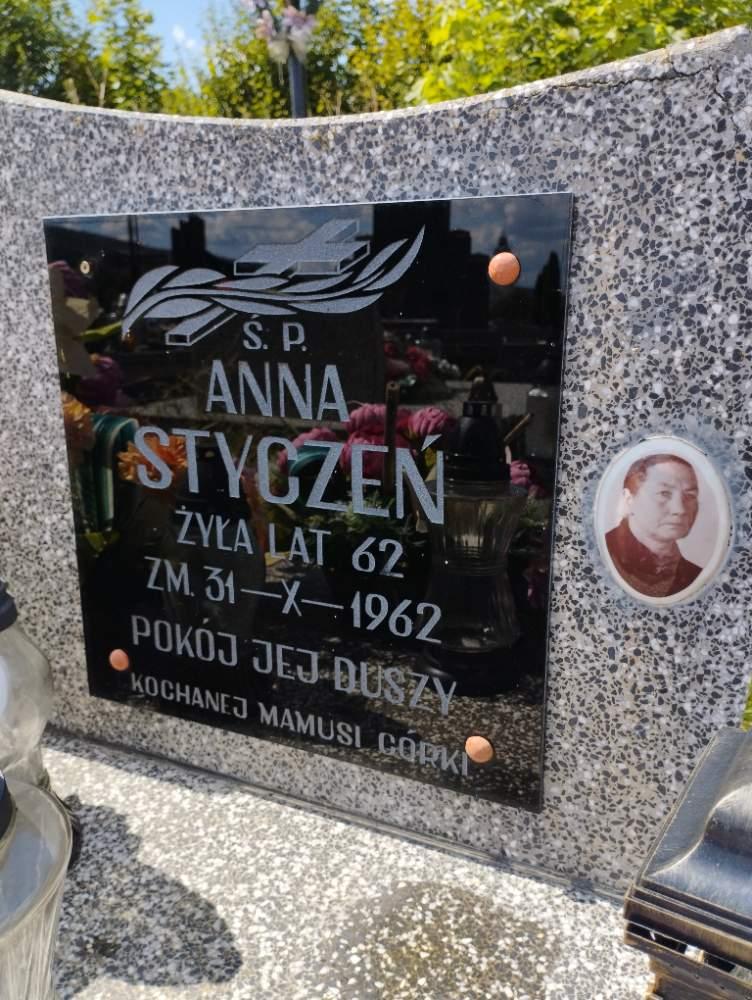 Ś. P.
ANNA
STYCZEŃ
ŻYŁA LAT 62
ZM. 31—X—1962
POKÓJ JEJ DUSZY
KOCHANEJ MAMUSI CÓRKI